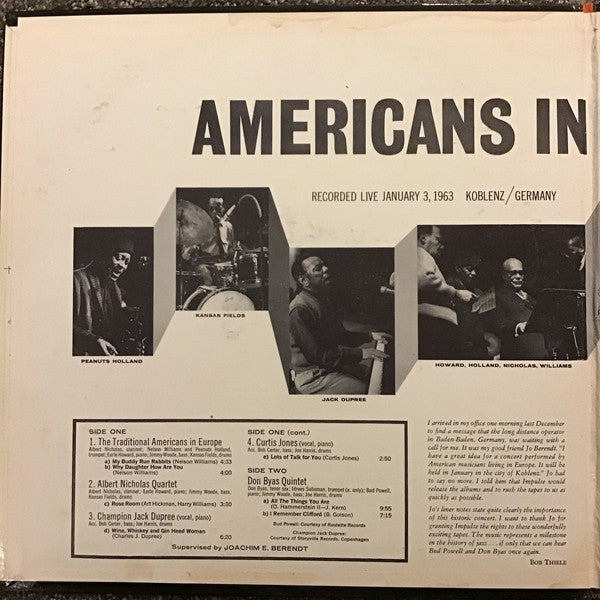 AMERICANS IN
RECORDED LIVE JANUARY 3, 1963 KOBLENZ/GERMANY
PEANUTS HOLLAND
KANSAS FIELDS
JACK DUPREE
HOWARD, HOLLAND, NICHOLAS, WILLIAMS
SIDE ONE
1. The Traditional Americans in Europe
Albert Nicholas, clarinet; Nelson Williams and Peanuts Holland,
trumpet; Earle Howard, piano; Jimmy Woode, bass; Kansas Fields, drums
a) My Buddy Run Rabbits (Nelson Williams) 4:33
b) Why Daughter How Are You
(Nelson Williams) 4:00
2. Albert Nicholas Quartet
Albert Nicholas, clarinet; Earle Howard, piano; Jimmy Woode, bass;
Kansas Fields, drums
c) Rose Room (Art Hickman, Harry Williams) 3:30
3. Champion Jack Dupree (vocal, piano)
Acc. Bob Carter, bass; Joe Harris, drums
d) Wine, Whiskey and Gin Head Woman
(Charles J. Dupree) 6:20
SIDE ONE (cont.)
4. Curtis Jones (vocal, piano)
Acc. Bob Carter, bass; Joe Harris, drums
e) Lots of Talk for You (Curtis Jones) 2:50
SIDE TWO
Don Byas Quintet
Don Byas, tenor sax; Idrees Sulieman, trumpet (a. only); Bud Powell,
piano; Jimmy Woode, bass; Joe Harris, drums
a) All The Things You Are
(O. Hammerstein II—J. Kern) 9:55
b) I Remember Clifford (B. Golson) 7:15
Bud Powell: Courtesy of Roulette Records
Champion Jack Dupree:
Courtesy of Storyville Records, Copenhagen
Supervised by JOACHIM E. BERENDT
I arrived in my office one morning last December
to find a message that the long distance operator
in Baden-Baden, Germany, was waiting with a
call for me. It was my good friend Jo Berendt. "I
have a great idea for a concert performed by
American musicians living in Europe. It will be
held in January in the city of Koblenz." Jo had
to say no more. I told him that Impulse would
release the albums and to rush the tapes to us as
quickly as possible.
Jo's liner notes state quite clearly the importance
of this historic concert. I want to thank Jo for
granting Impulse the rights to these wonderfully
exciting tapes. The music represents a milestone
in the history of jazz . . . if only that we can hear
Bud Powell and Don Byas once again.
BOB THIELE